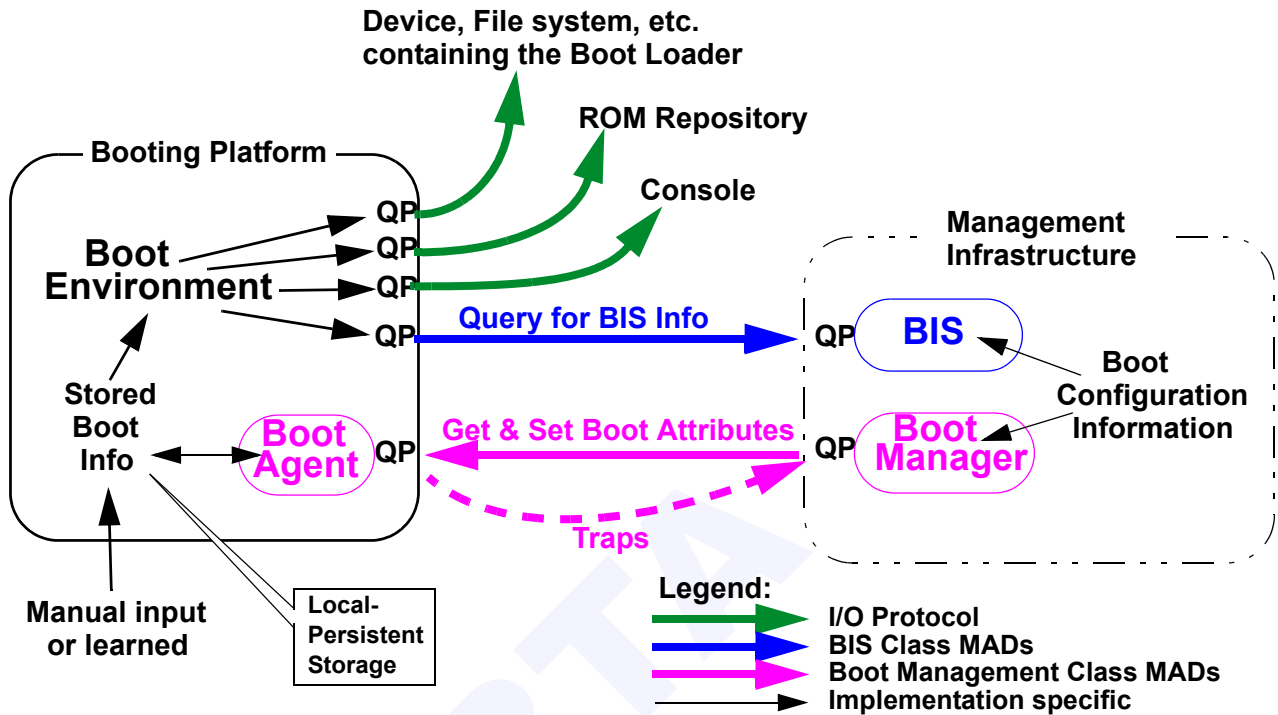 Device, File system, etc.
containing the Boot Loader
ROM Repository
Booting Platform
Console
QP
QP
QP
QP
Boot
Environment
Management
Infrastructure
Query for BIS Info
QP
BIS
Stored
Boot
Info
Boot
Agent
QP
Get & Set Boot Attributes
QP
Boot
Manager
Boot
Configuration
Information
Traps
Manual input
or learned
Local-
Persistent
Storage
Legend:
I/O Protocol
BIS Class MADs
Boot Management Class MADs
Implementation specific